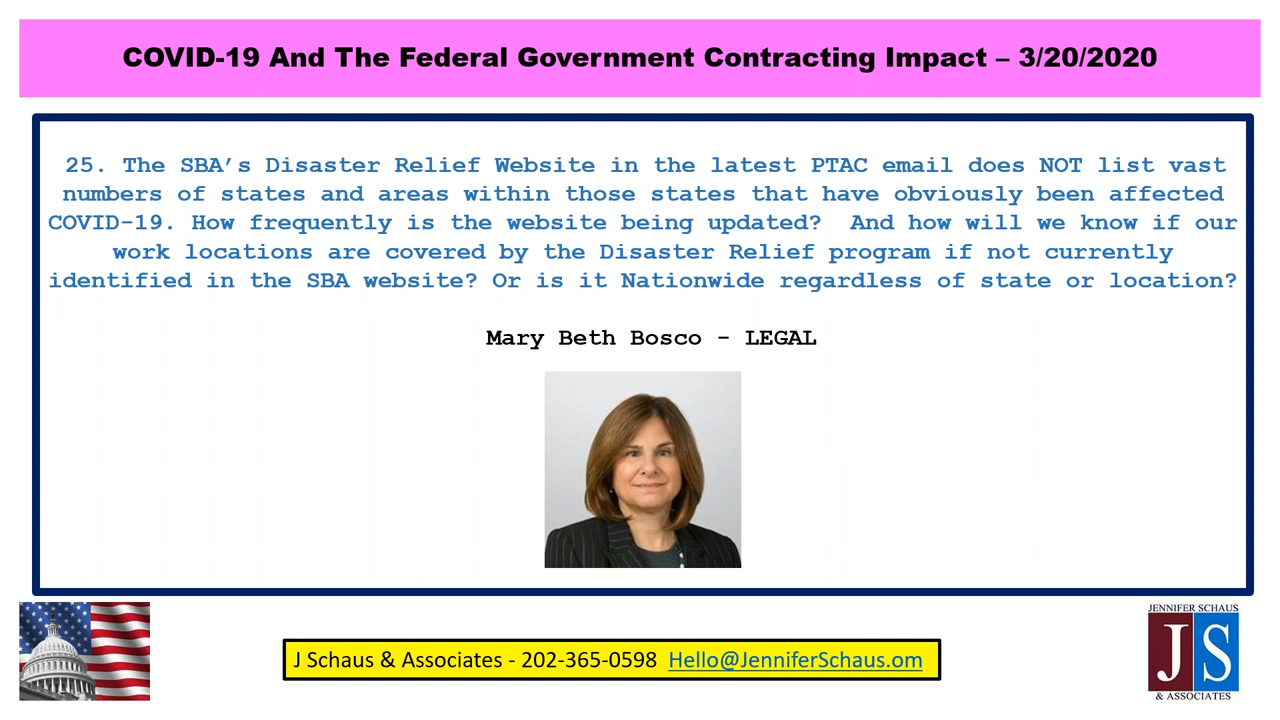 COVID-19 And The Federal Government Contracting Impact – 3/20/2020
25. The SBA’s Disaster Relief Website in the latest PTAC email does NOT list vast
numbers of states and areas within those states that have obviously been affected
COVID-19. How frequently is the website being updated?  And how will we know if our
work locations are covered by the Disaster Relief program if not currently
identified in the SBA website? Or is it Nationwide regardless of state or location?
Mary Beth Bosco - LEGAL
J Schaus & Associates - 202-365-0598  Hello@JenniferSchaus.om
JENNIFER SCHAUS
JS
& ASSOCIATES